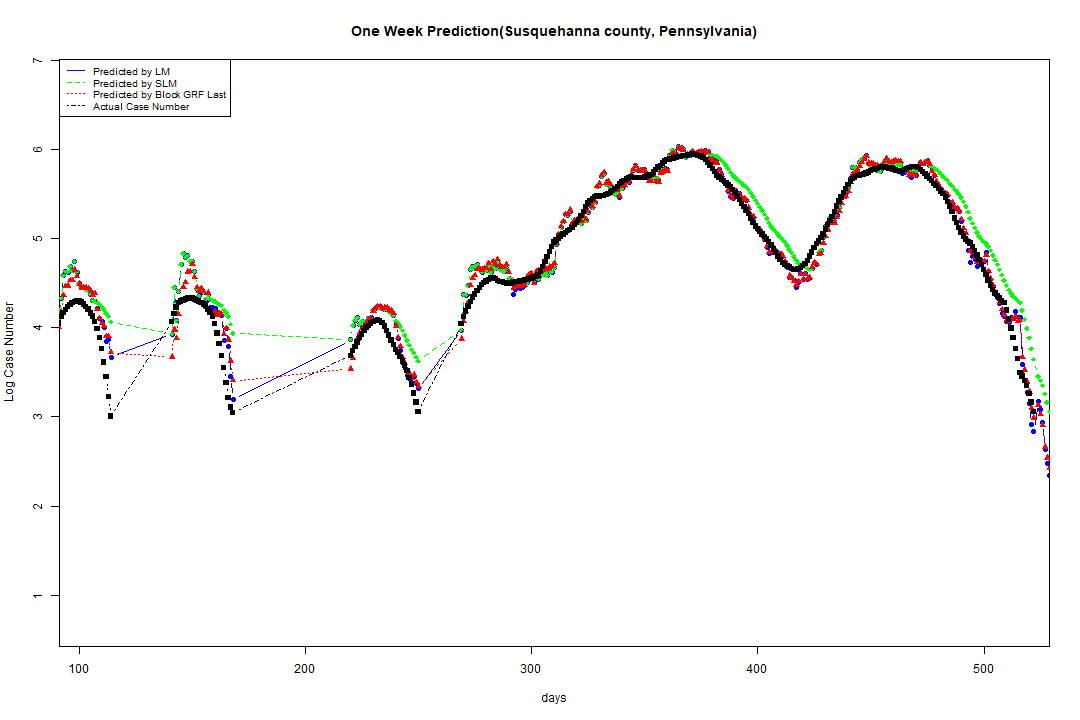 One Week Prediction(Susquehanna county, Pennsylvania)
Predicted by LM
Predicted by SLM
Predicted by Block GRF Last
Actual Case Number
Log Case Number
7
6
5
4
3
2
1
100 200 300 400 500
days